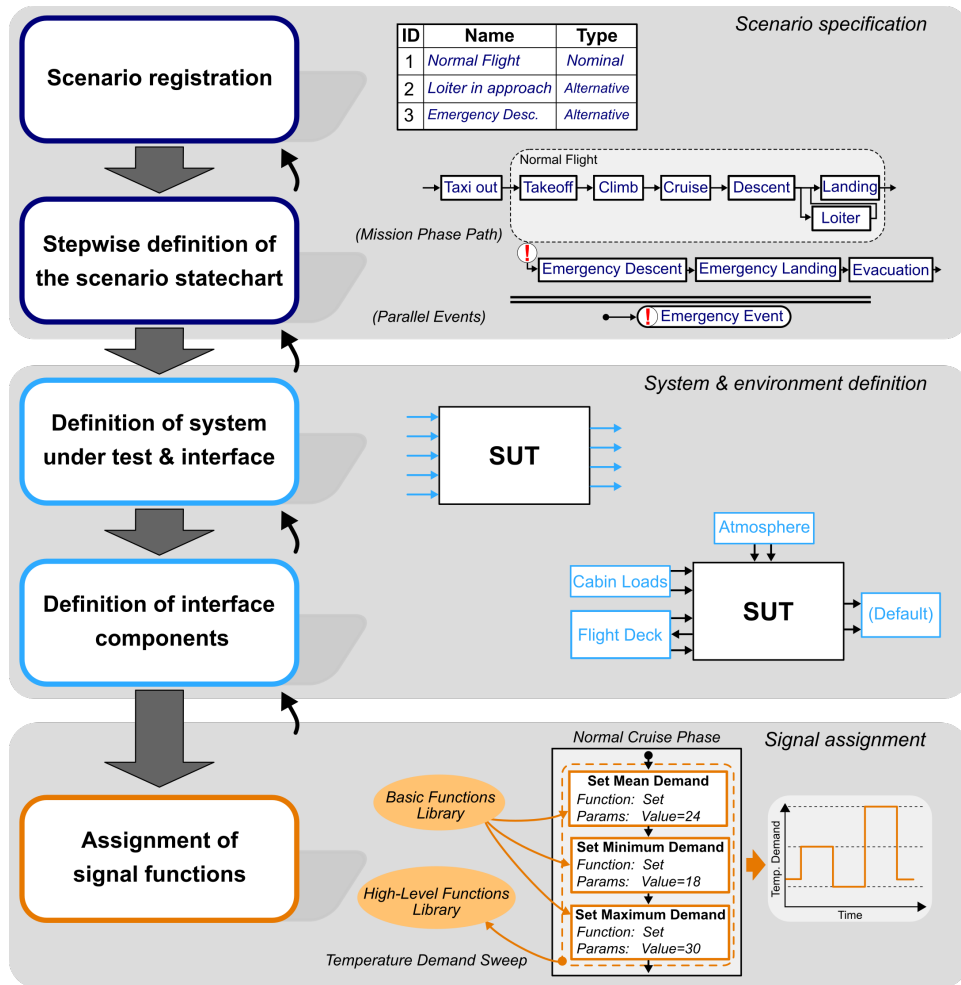 Scenario specification
Scenario registration
ID Name Type
1 Normal Flight Nominal
2 Loiter in approach Alternative
3 Emergency Desc. Alternative
Stepwise definition of
the scenario statechart
Normal Flight
Taxi out Takeoff Climb Cruise Descent Landing
Loiter
(Mission Phase Path)
! Emergency Descent Emergency Landing Evacuation
(Parallel Events)
! Emergency Event
System & environment definition
Definition of system
under test & interface
SUT
Definition of interface
components
Atmosphere
Cabin Loads
Flight Deck
SUT
(Default)
Signal assignment
Assignment of
signal functions
Normal Cruise Phase
Basic Functions
Library
High-Level Functions
Library
Temperature Demand Sweep
Set Mean Demand
Function: Set
Params: Value=24
Set Minimum Demand
Function: Set
Params: Value=18
Set Maximum Demand
Function: Set
Params: Value=30
Temp. Demand
Time